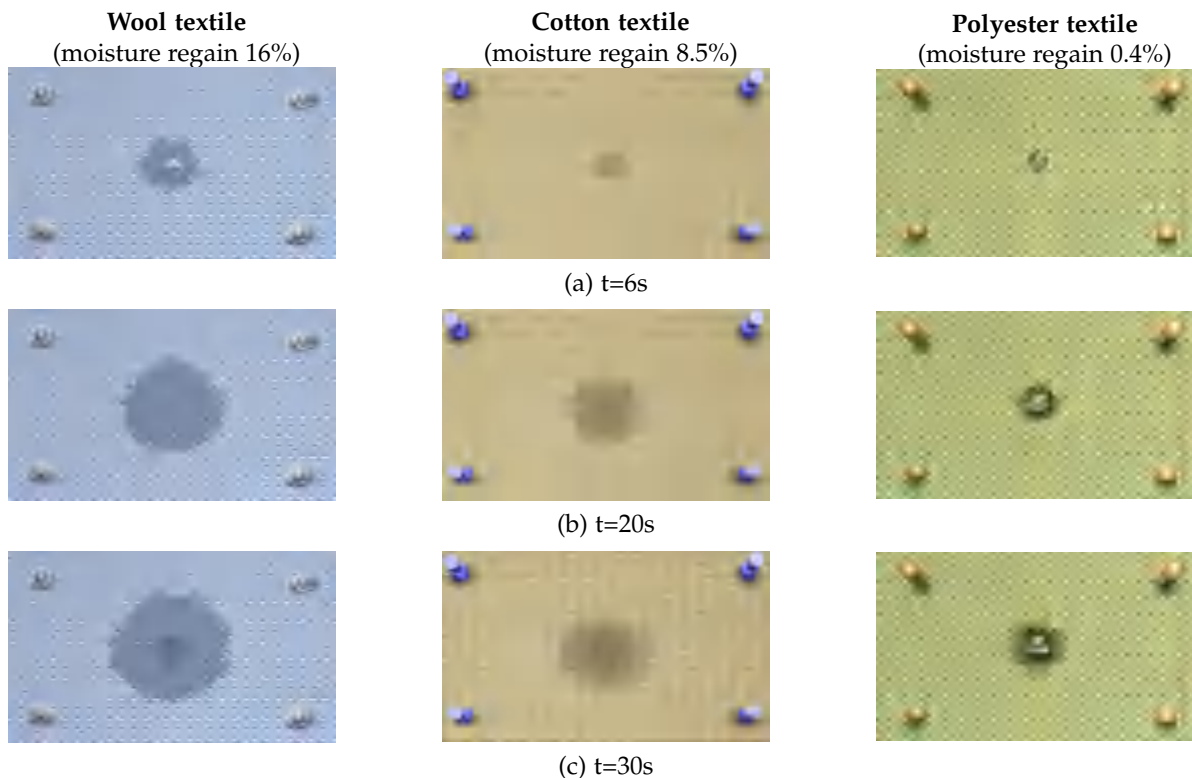 Wool textile
(moisture regain 16%)
Cotton textile
(moisture regain 8.5%)
Polyester textile
(moisture regain 0.4%)
(a) t=6s
(b) t=20s
(c) t=30s